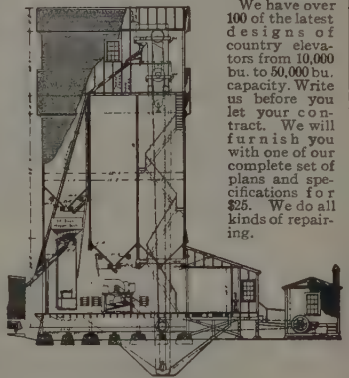 We have over
100 of the latest
designs of
country eleva-
tors from 10,000
bu. to 50,000 bu.
capacity. Write
us before you
let your con-
tract. We will
furnish you
with one of our
complete set of
plans and spe-
cifications for
$25. We do all
kinds of repair-
ing.